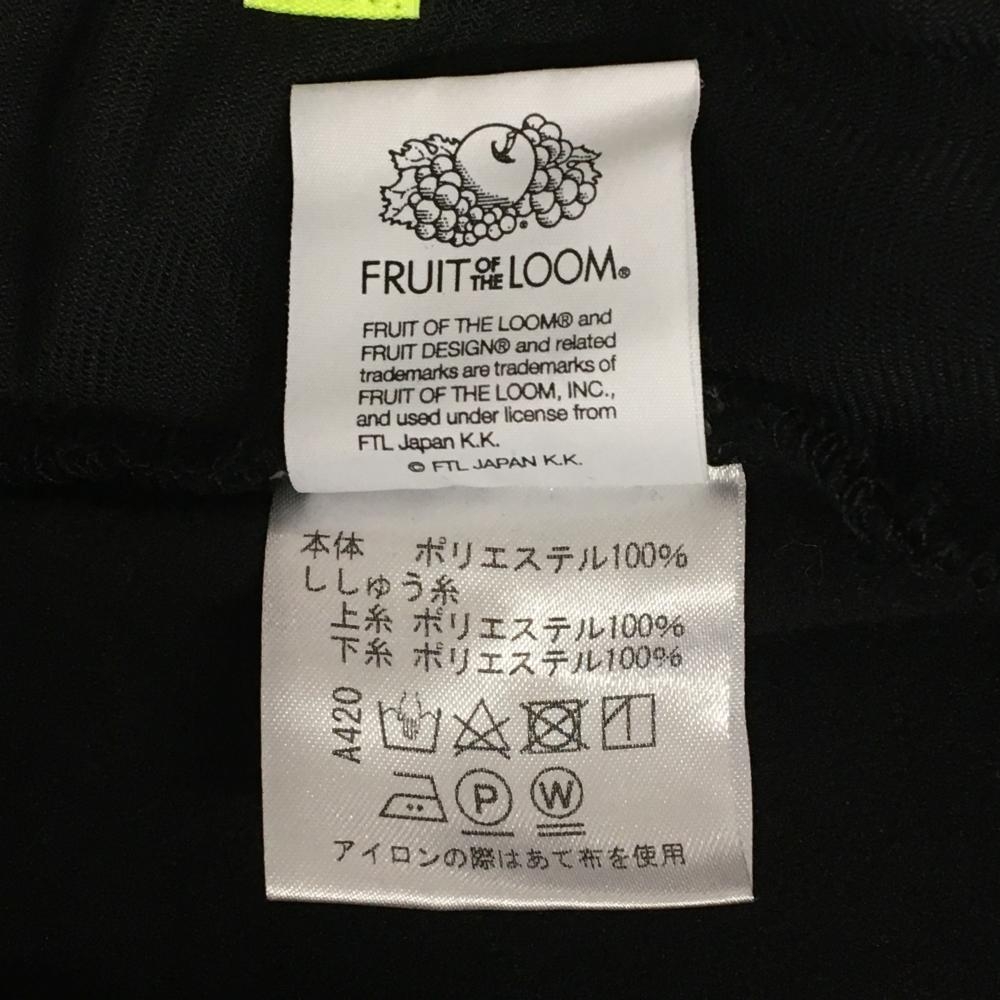 FRUIT OF THE LOOM®
FRUIT OF THE LOOM® and
FRUIT DESIGN® and related
trademarks are trademarks of
FRUIT OF THE LOOM, INC.,
and used under license from
FTL Japan K.K.
© FTL JAPAN K.K.
本体 ポリエステル100%
ししゅう糸
上糸 ポリエステル100%
下糸 ポリエステル100%
A420
P W
アイロンの際はあて布を使用